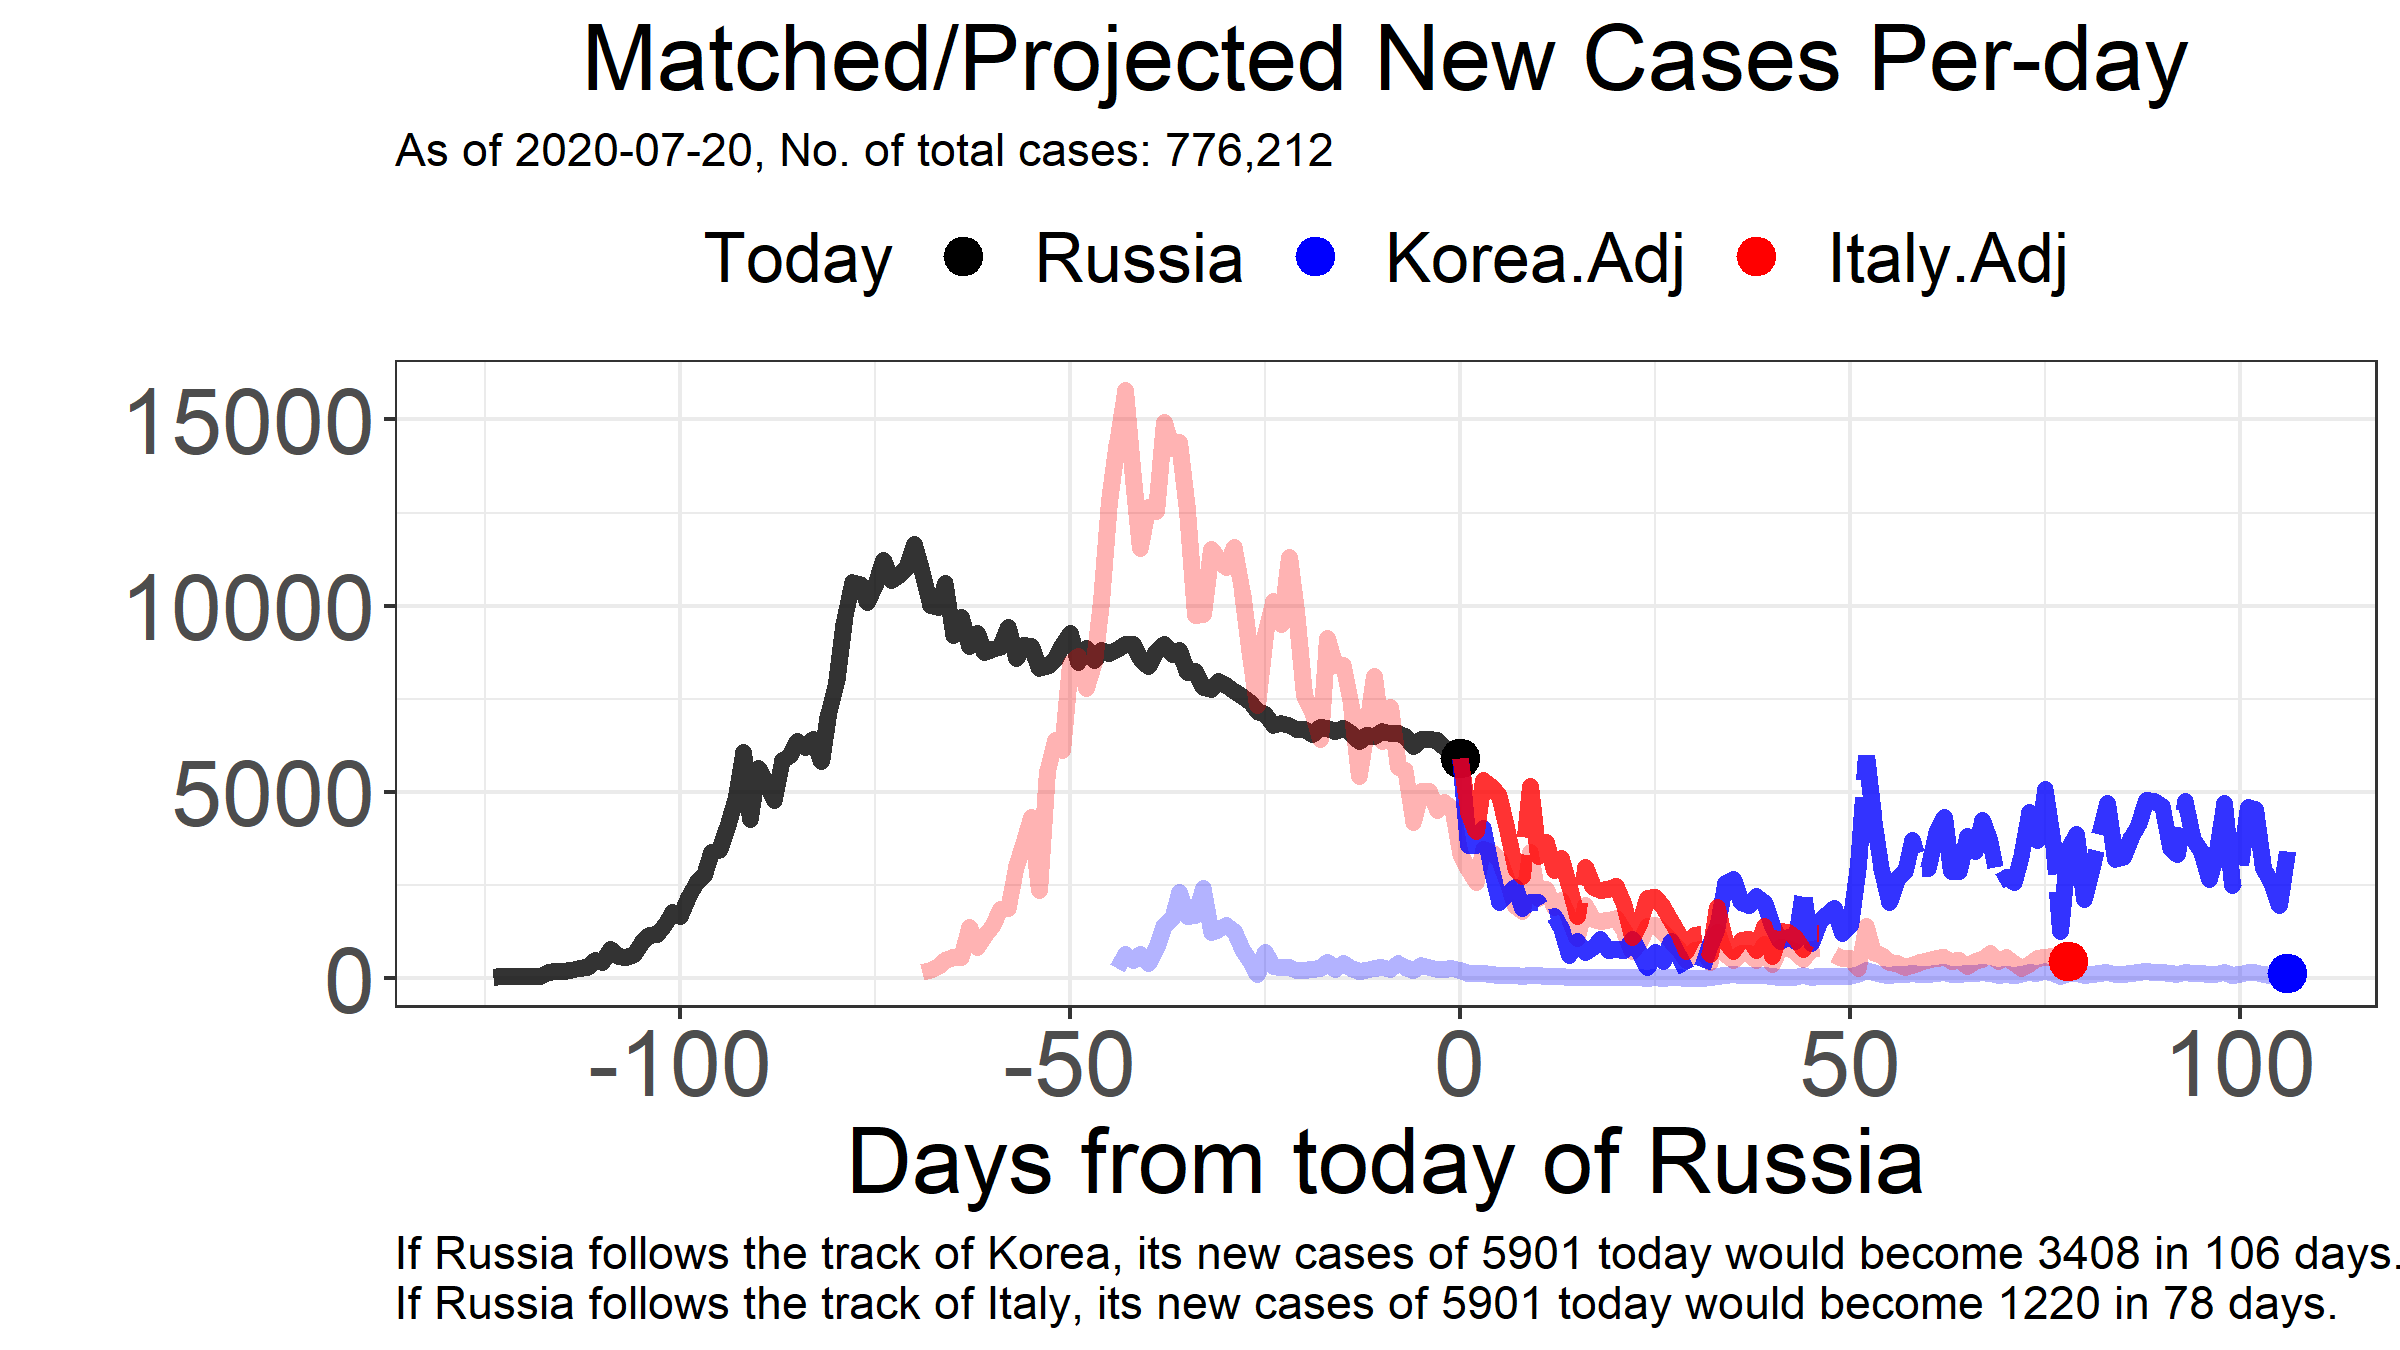 Matched/Projected New Cases Per-day
As of 2020-07-20, No. of total cases: 776,212
Today Russia Korea.Adj Italy.Adj
15000
10000
5000
0
-100 -50 0 50 100
Days from today of Russia
If Russia follows the track of Korea, its new cases of 5901 today would become 3408 in 106 days.
If Russia follows the track of Italy, its new cases of 5901 today would become 1220 in 78 days.